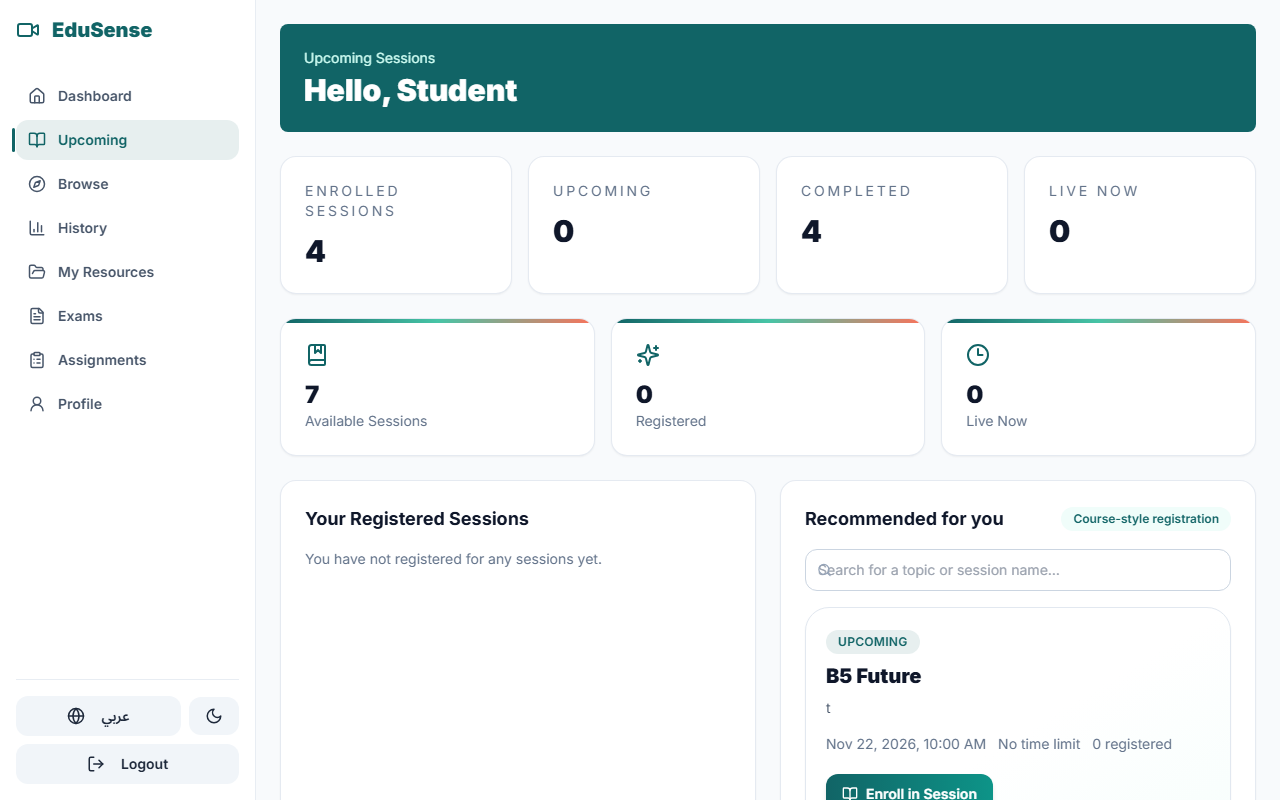 EduSense
Dashboard
Upcoming
Browse
History
My Resources
Exams
Assignments
Profile
عربي
Logout
Upcoming Sessions
Hello, Student
ENROLLED
SESSIONS
4
UPCOMING
0
COMPLETED
4
LIVE NOW
0
7
Available Sessions
0
Registered
0
Live Now
Your Registered Sessions
You have not registered for any sessions yet.
Recommended for you
Course-style registration
Search for a topic or session name...
UPCOMING
B5 Future
t
Nov 22, 2026, 10:00 AM No time limit 0 registered
Enroll in Session